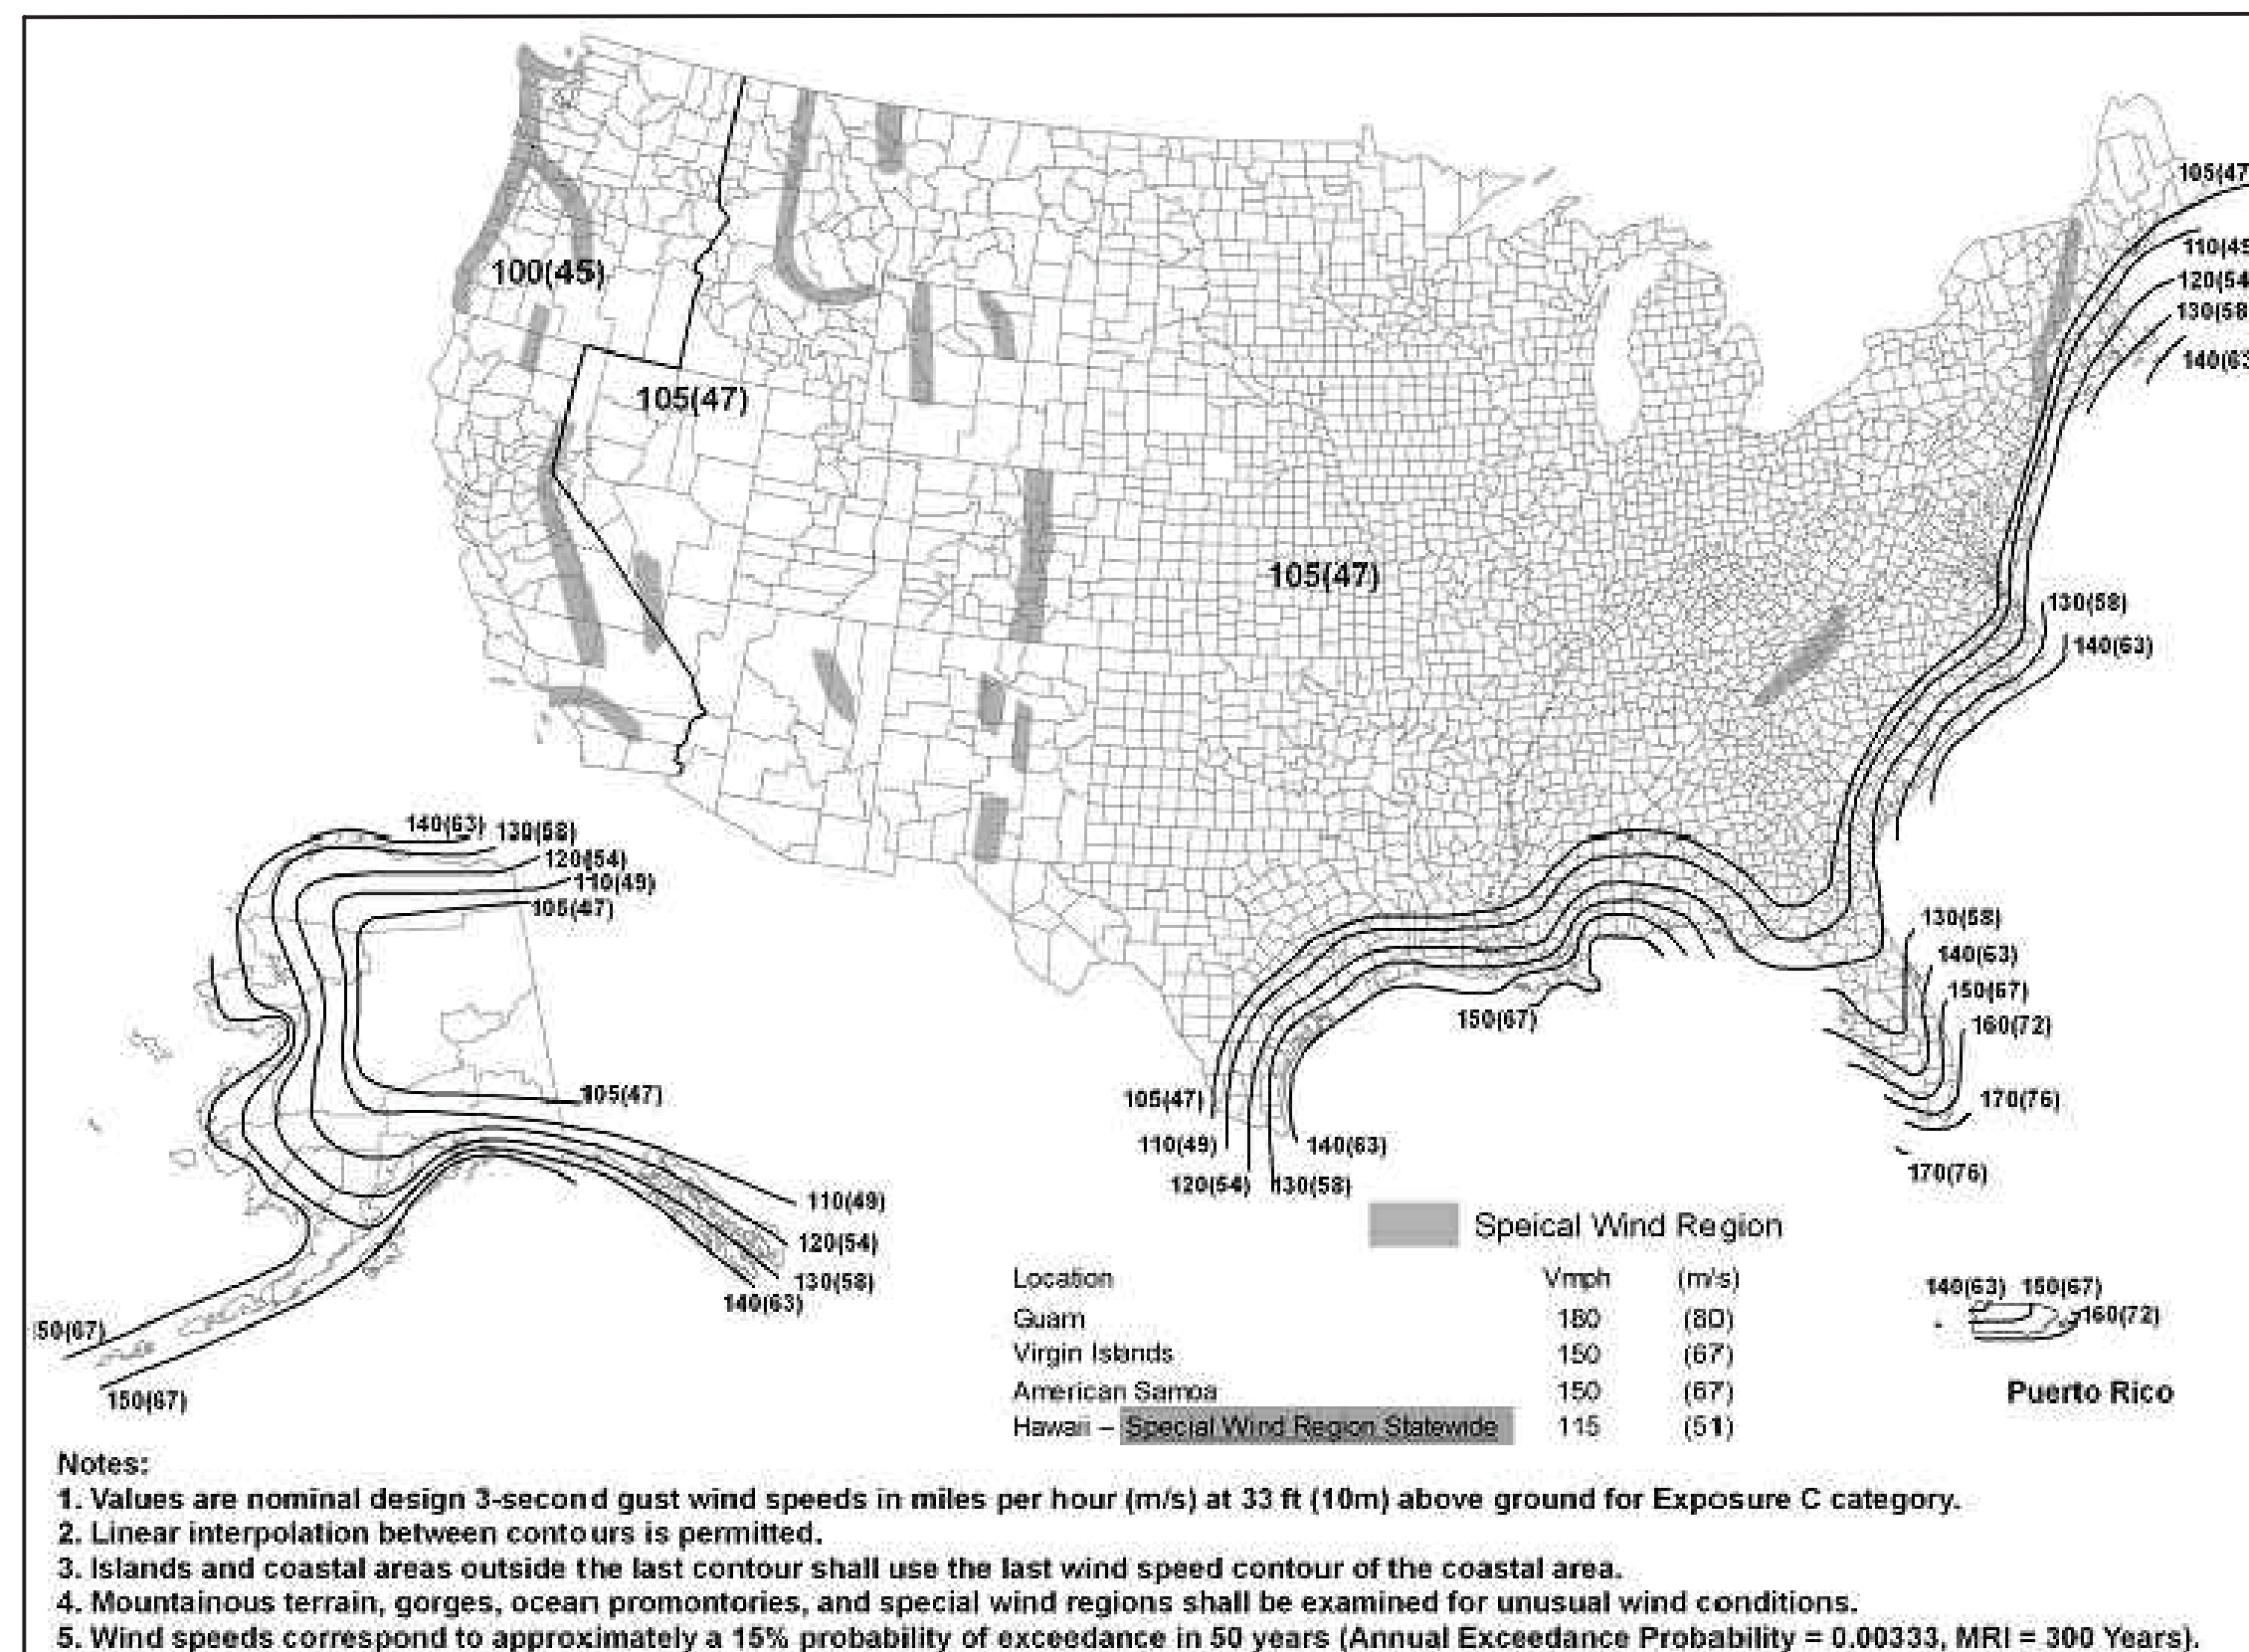 105(47
110(45
120(54
130(58
140(63
100(45)
105(47)
105(47)
130(58)
140(63)
140(63) 130(58)
120(54)
110(49)
105(47)
130(58)
140(63)
150(67)
160(72)
150(67)
105(47)
105(47)
170(76)
110(49)
140(63)
120(54)
130(58)
170(76)
110(49)
120(54)
130(58)
140(63)
Speical Wind Region
Location Vmph (m/s)
Guam 180 (80)
Virgin Islands 150 (67)
American Samoa 150 (67)
Hawaii – Special Wind Region Statewide 115 (51)
140(63) 150(67)
160(72)
Puerto Rico
50(67)
150(67)
Notes:
1. Values are nominal design 3-second gust wind speeds in miles per hour (m/s) at 33 ft (10m) above ground for Exposure C category.
2. Linear interpolation between contours is permitted.
3. Islands and coastal areas outside the last contour shall use the last wind speed contour of the coastal area.
4. Mountainous terrain, gorges, ocean promontories, and special wind regions shall be examined for unusual wind conditions.
5. Wind speeds correspond to approximately a 15% probability of exceedance in 50 years (Annual Exceedance Probability = 0.00333, MRI = 300 Years).